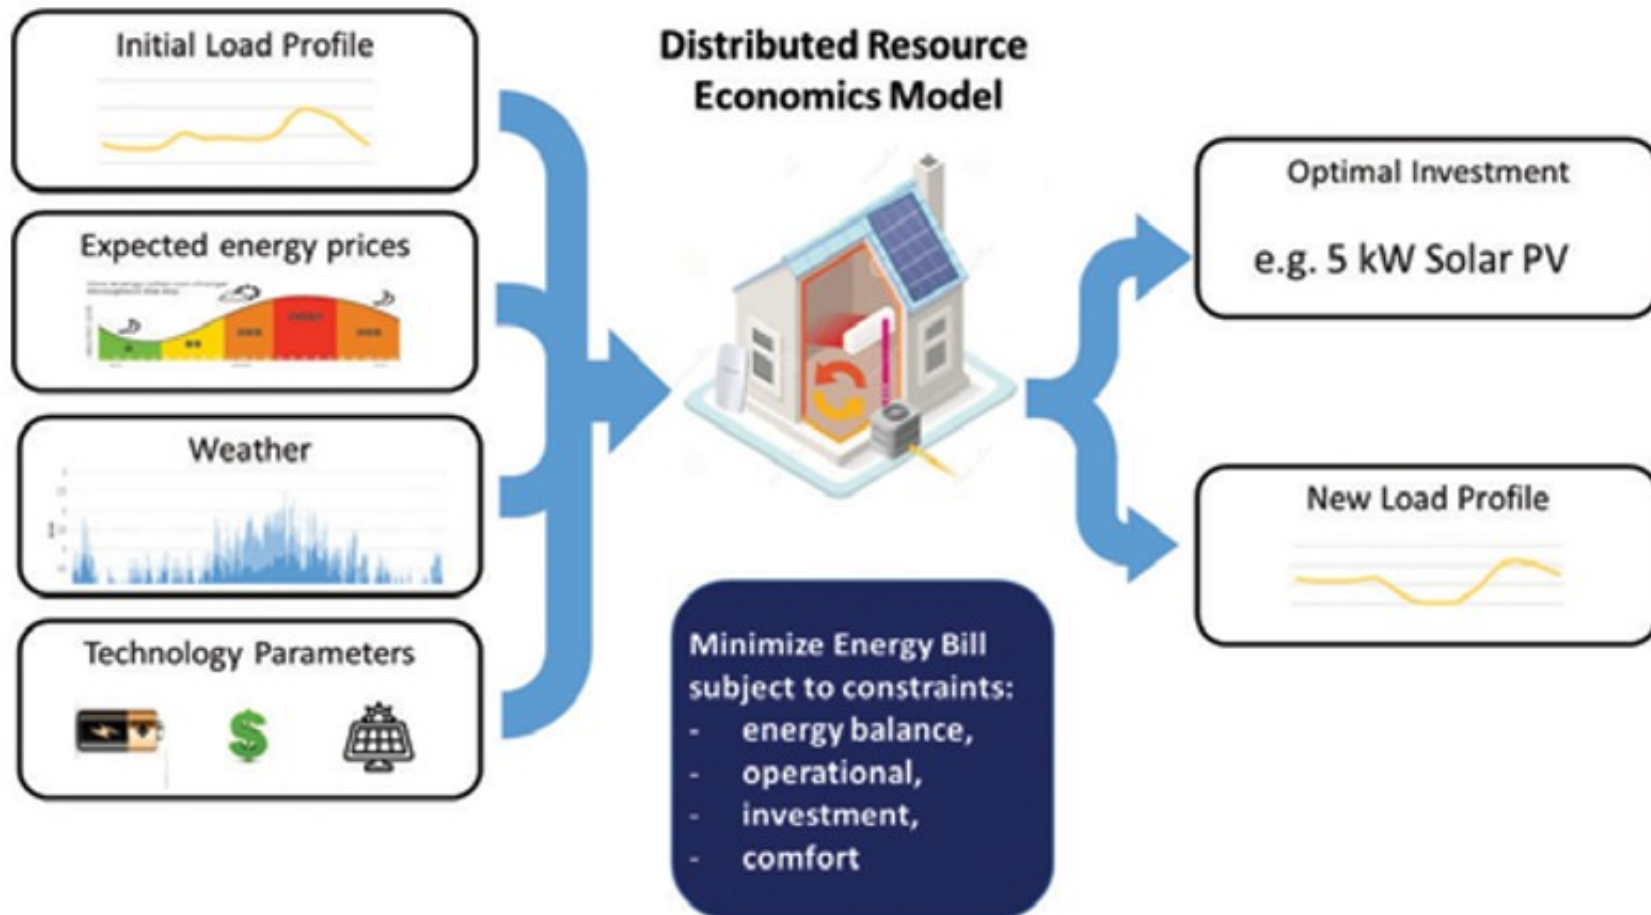 Initial Load Profile
Expected energy prices
Weather
Technology Parameters
Distributed Resource
Economics Model
Minimize Energy Bill
subject to constraints:
- energy balance,
- operational,
- investment,
- comfort
Optimal Investment
e.g. 5 kW Solar PV
New Load Profile